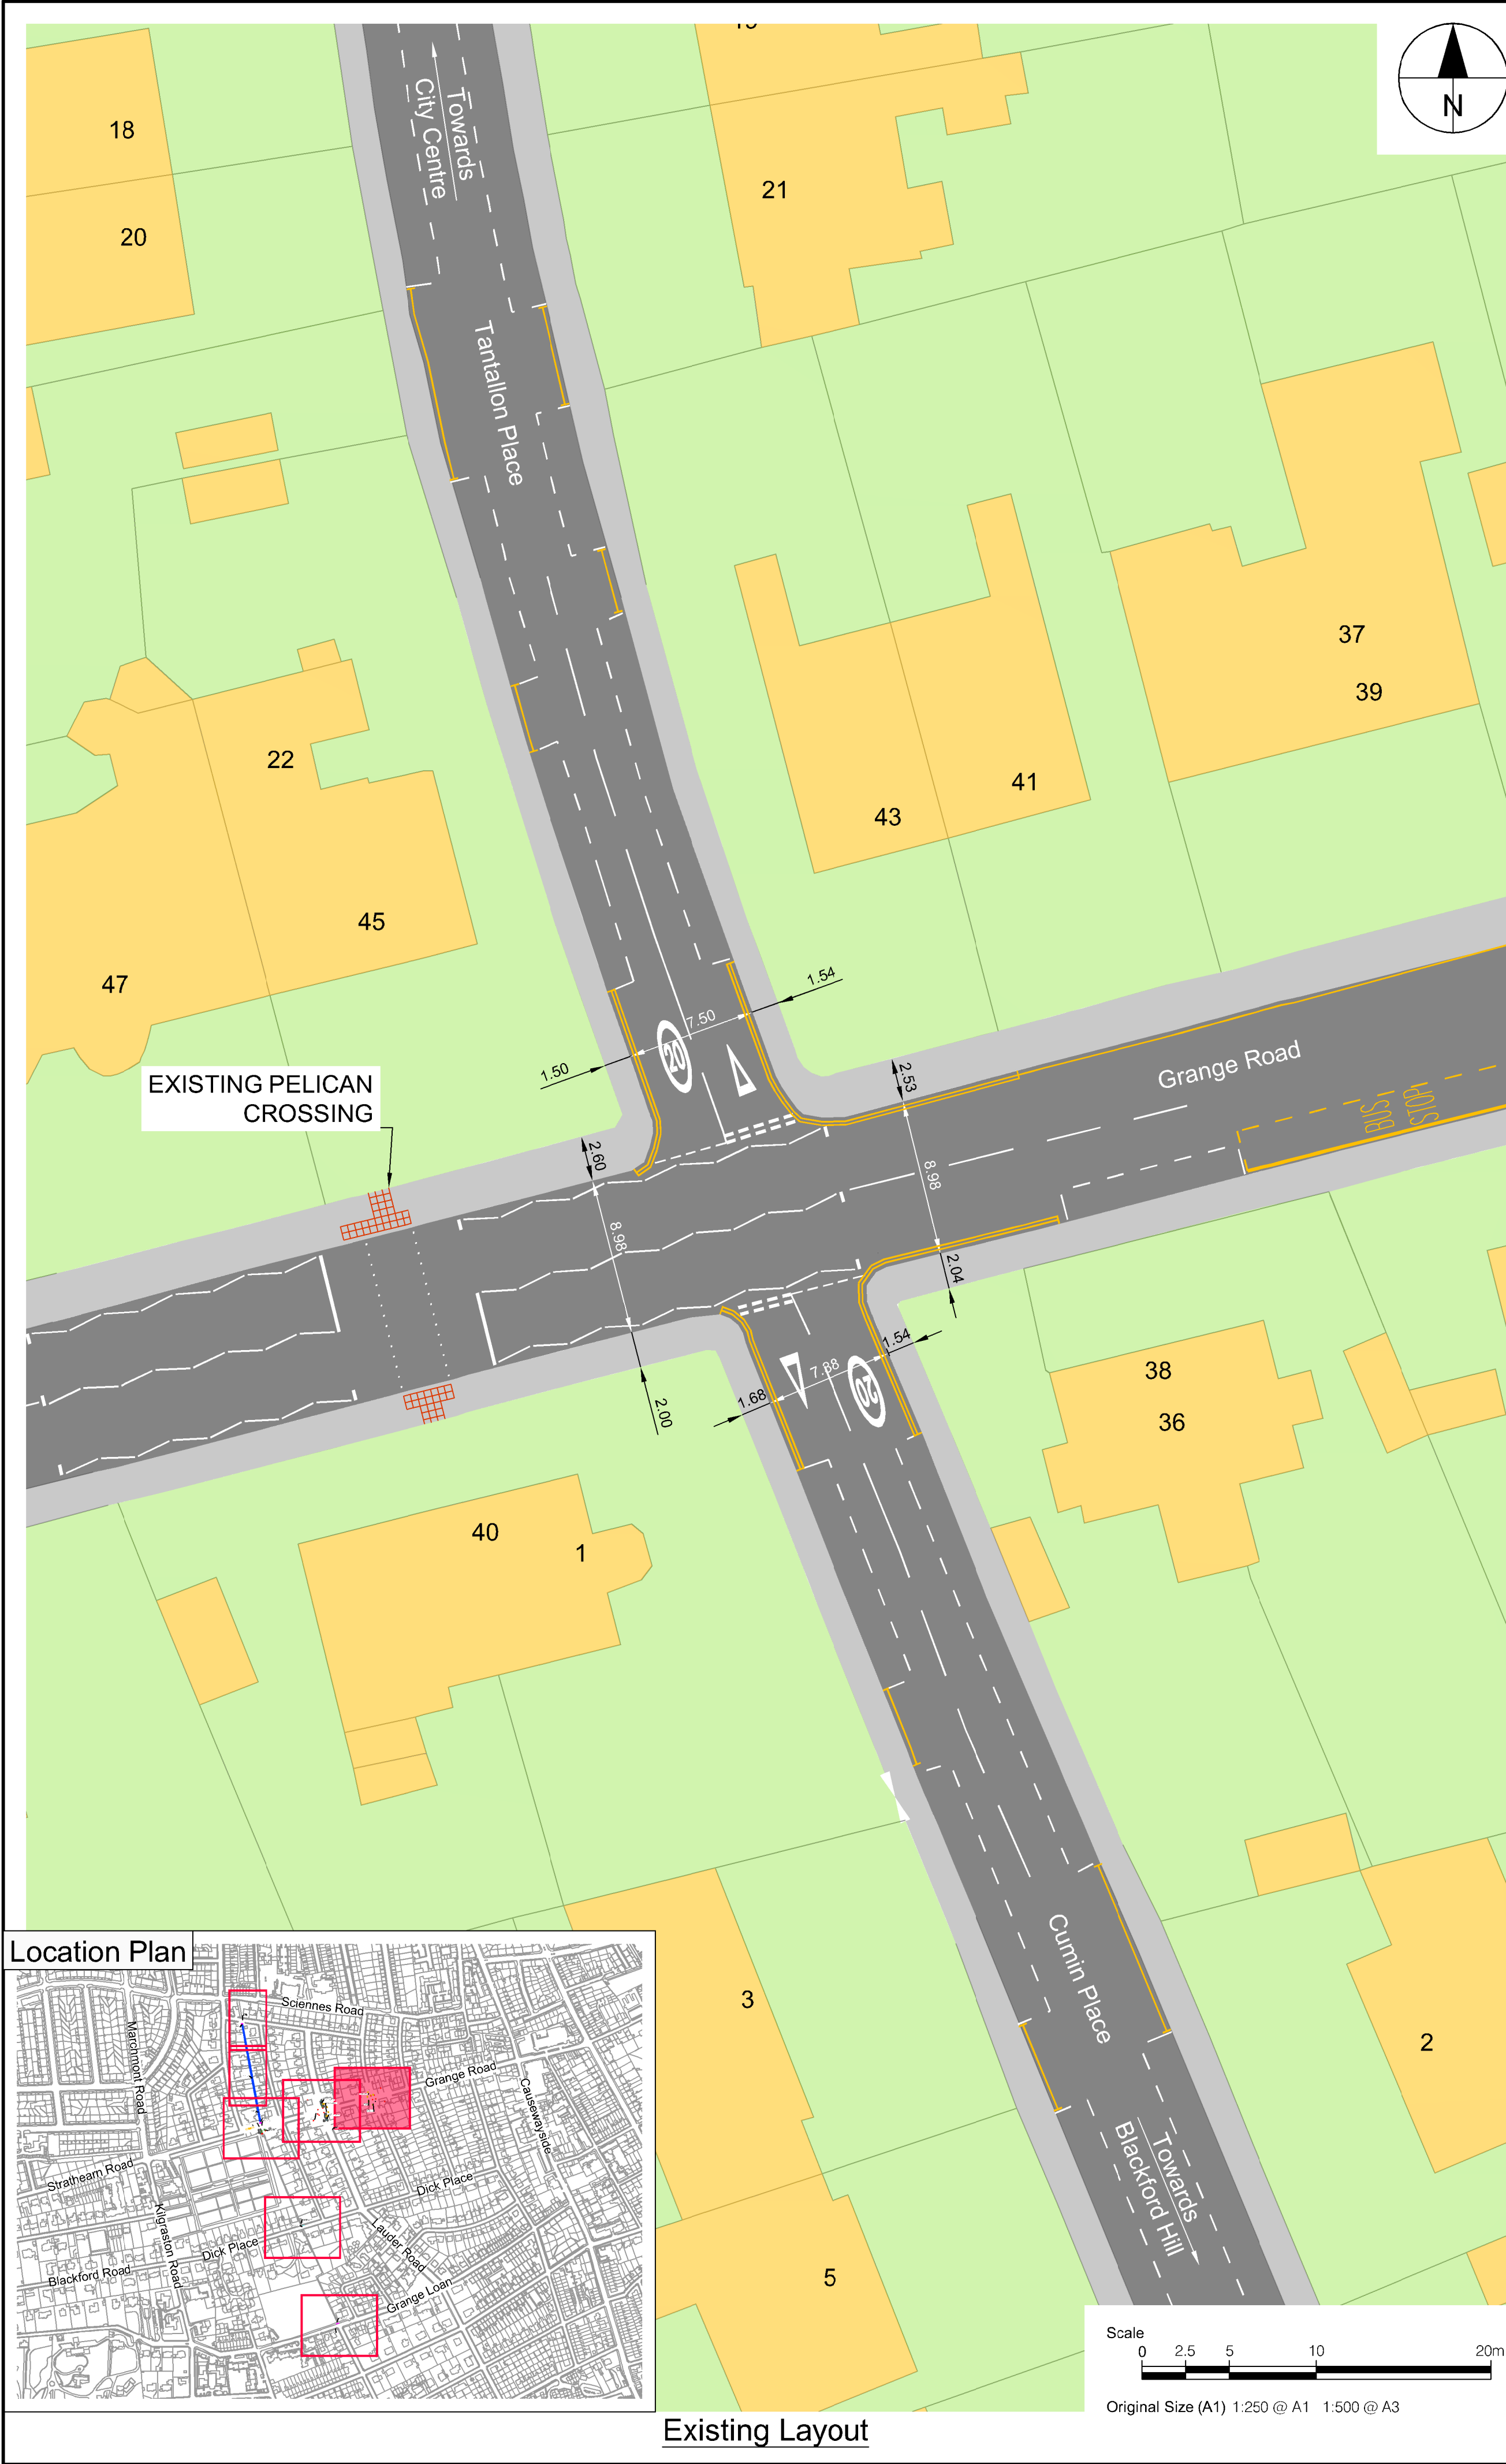 18
20
Towards
City Centre
21
N
Tantallon Place
37
39
22
43
41
45
47
1.54
7.50
20
1.50
EXISTING PELICAN
CROSSING
2.53
Grange Road
BUS
STOP
2.60
8.98
8.98
2.04
1.54
7.88
20
1.68
2.00
38
36
40
1
Cumin Place
3
2
Towards
Blackford Hill
5
Location Plan
Sciennes Road
Marchmont Road
Grange Road
Causewayside
Strathearn Road
Kilgraston Road
Dick Place
Dick Place
Lauder Road
Blackford Road
Grange Loan
Scale
0 2.5 5 10 20m
Original Size (A1) 1:250 @ A1 1:500 @ A3
Existing Layout